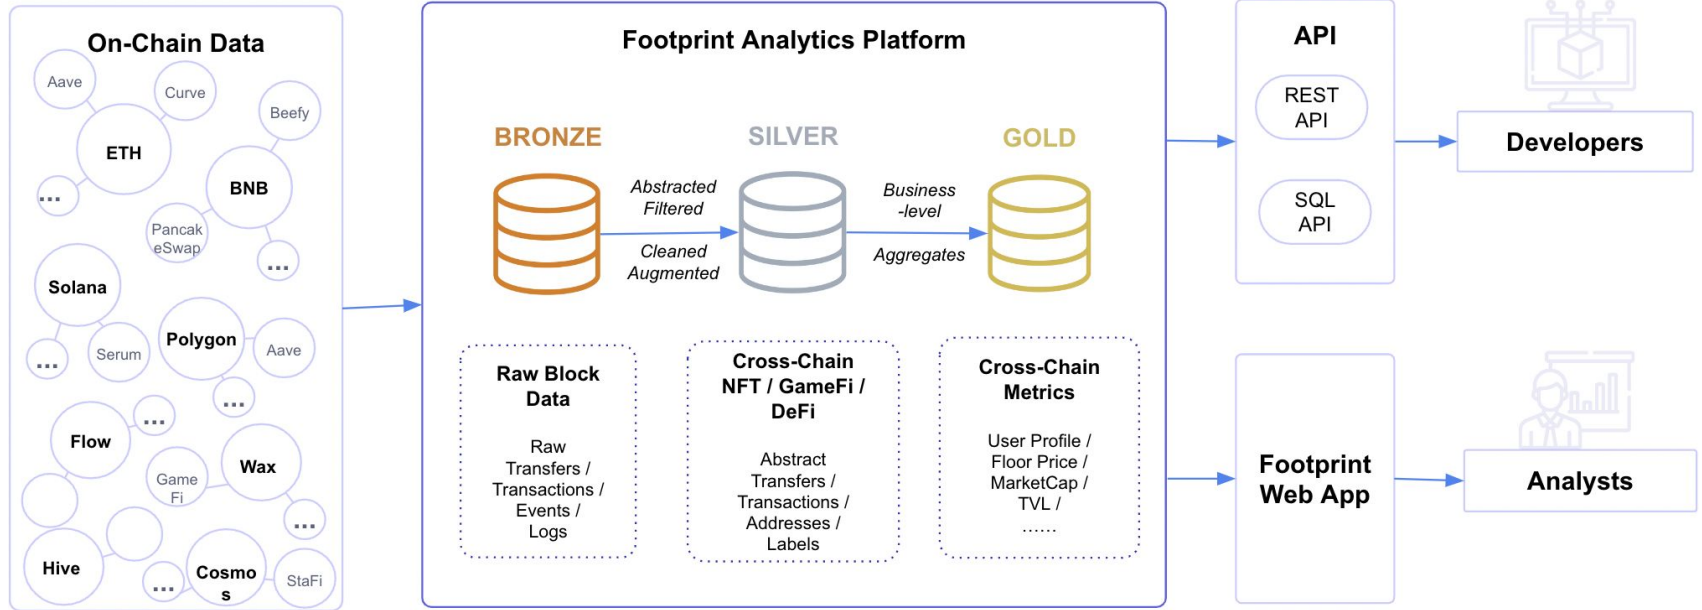 On-Chain Data
Aave
Curve
ETH
Beefy
...
BNB
Pancak
eSwap
...
Solana
...
Serum
Polygon
Aave
...
Flow
...
Game
Fi
Wax
...
Hive
...
Cosmo
s
StaFi
Footprint Analytics Platform
BRONZE
SILVER
GOLD
Abstracted
Filtered
Cleaned
Augmented
Business
-level
Aggregates
Raw Block
Data
Raw
Transfers /
Transactions /
Events /
Logs
Cross-Chain
NFT / GameFi /
DeFi
Abstract
Transfers /
Transactions /
Addresses /
Labels
Cross-Chain
Metrics
User Profile /
Floor Price /
MarketCap /
TVL /
......
API
REST
API
SQL
API
Developers
Footprint
Web App
Analysts